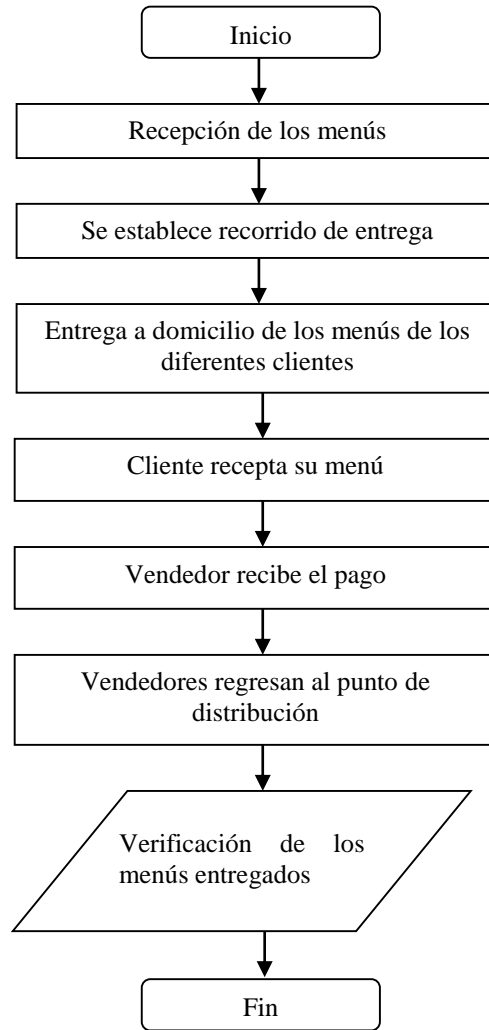 Inicio
Recepción de los menús
Se establece recorrido de entrega
Entrega a domicilio de los menús de los
diferentes clientes
Cliente recepta su menú
Vendedor recibe el pago
Vendedores regresan al punto de
distribución
Verificación de los
menús entregados
Fin